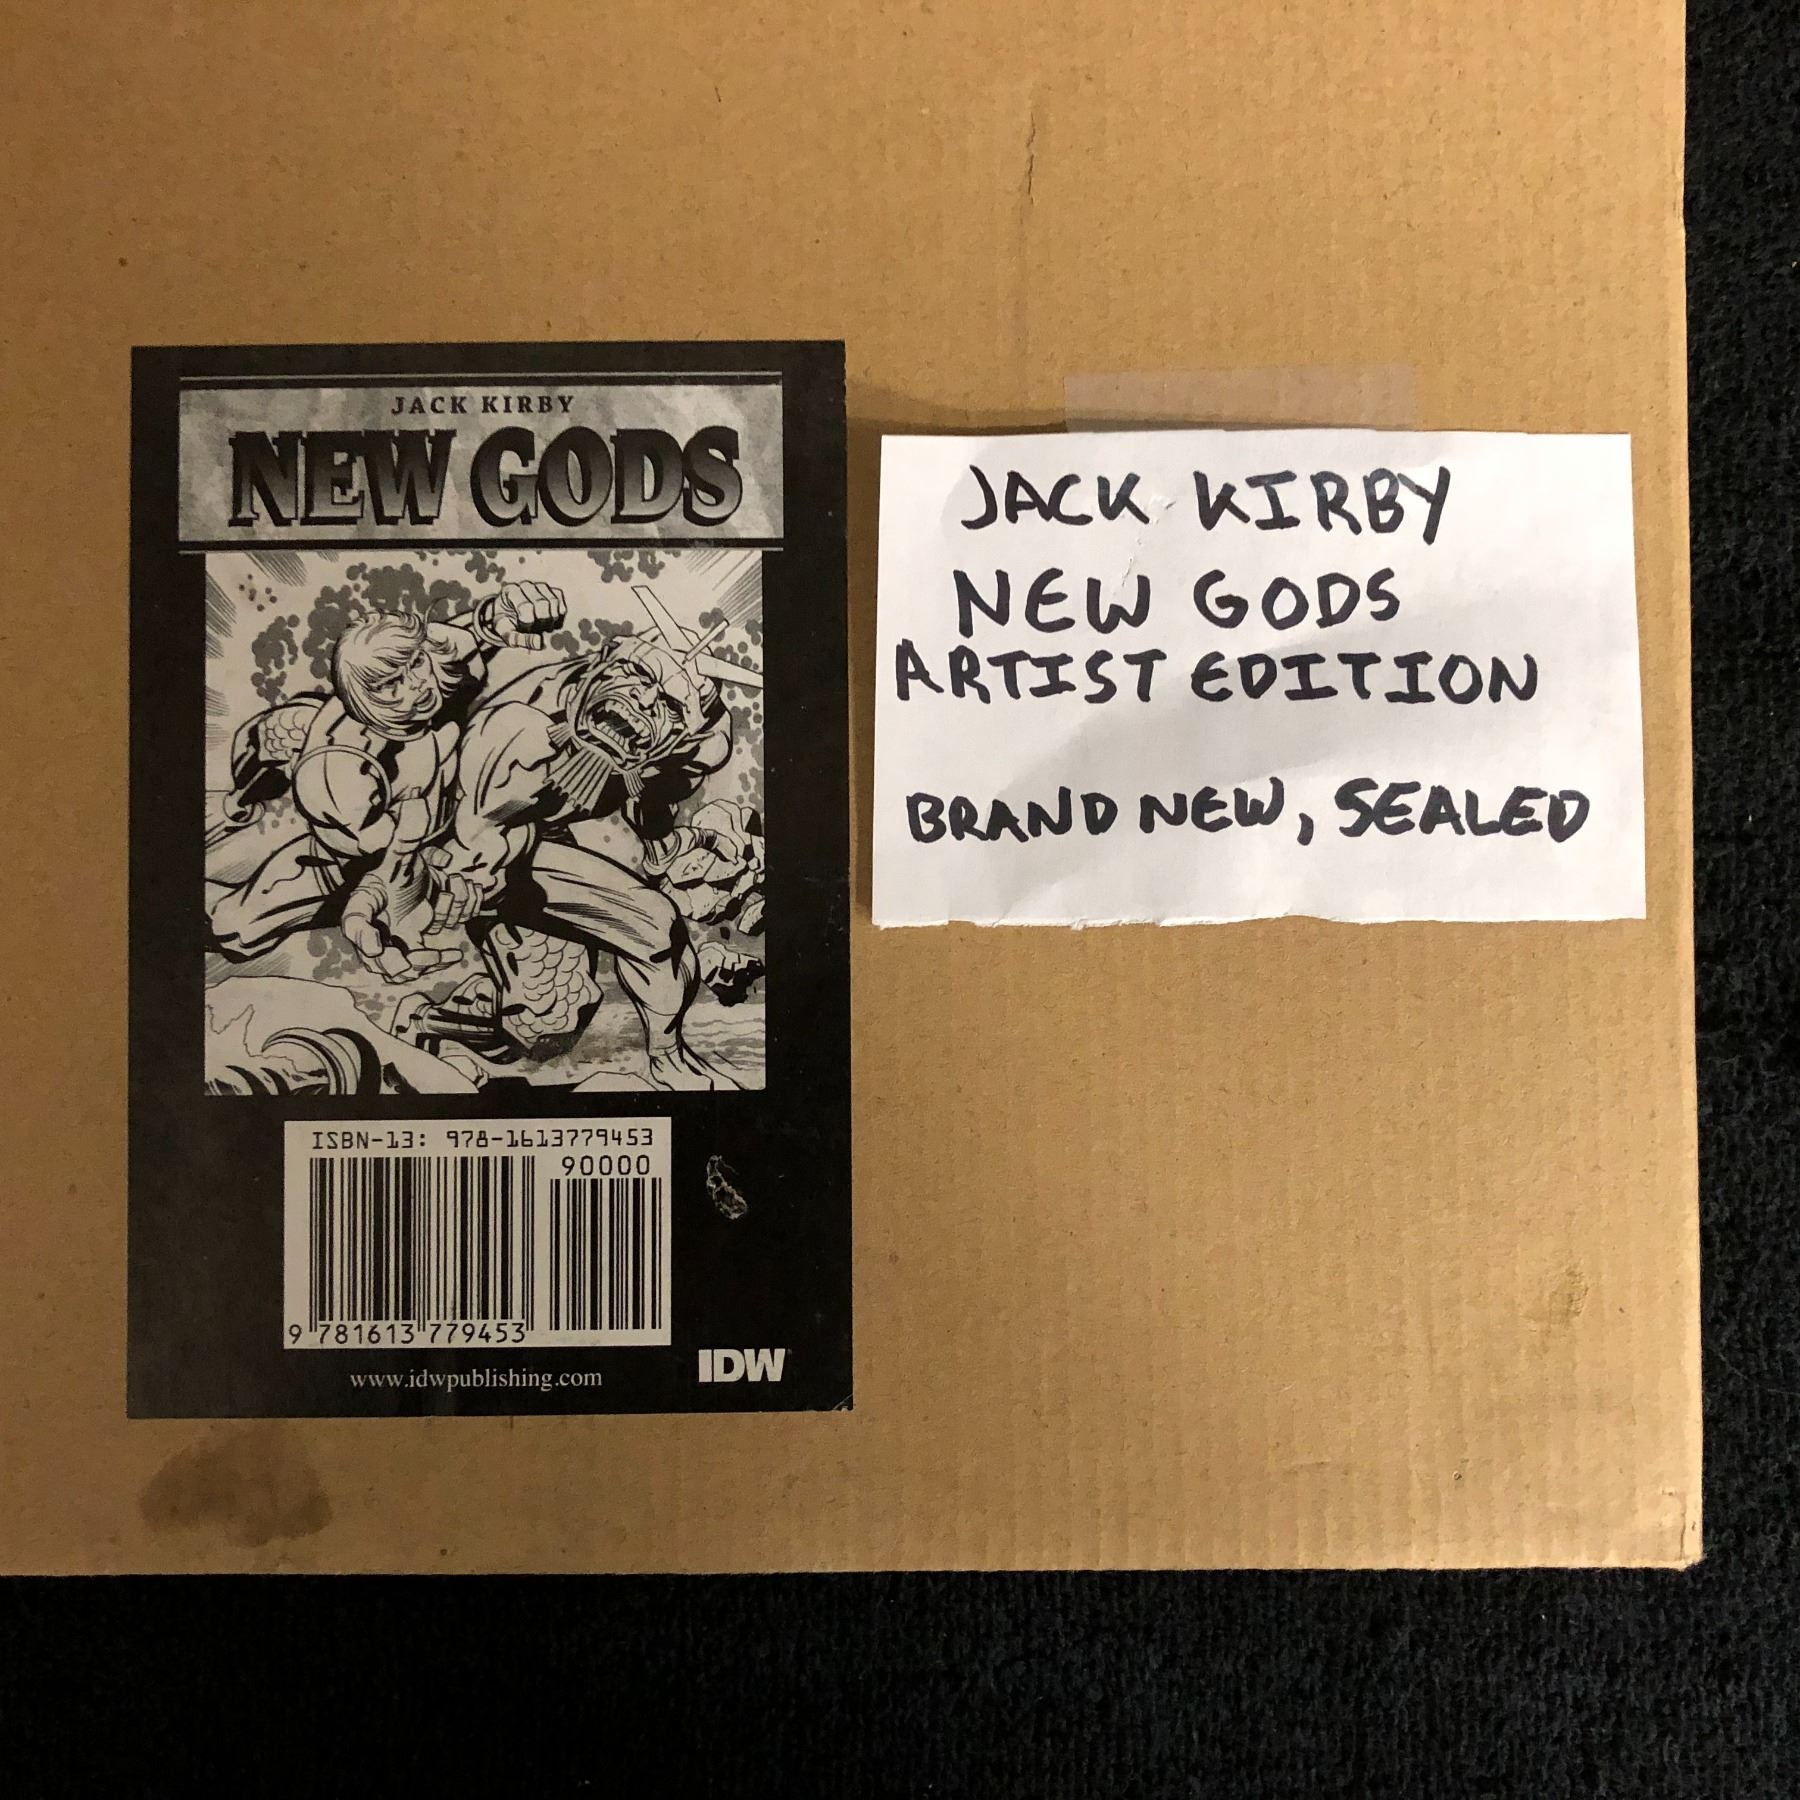 JACK KIRBY
NEW GODS
ISBN-13: 978-1613779453
90000
9 781613 779453
www.idwpublishing.com
IDW
JACK KIRBY
NEW GODS
ARTIST EDITION
BRAND NEW, SEALED